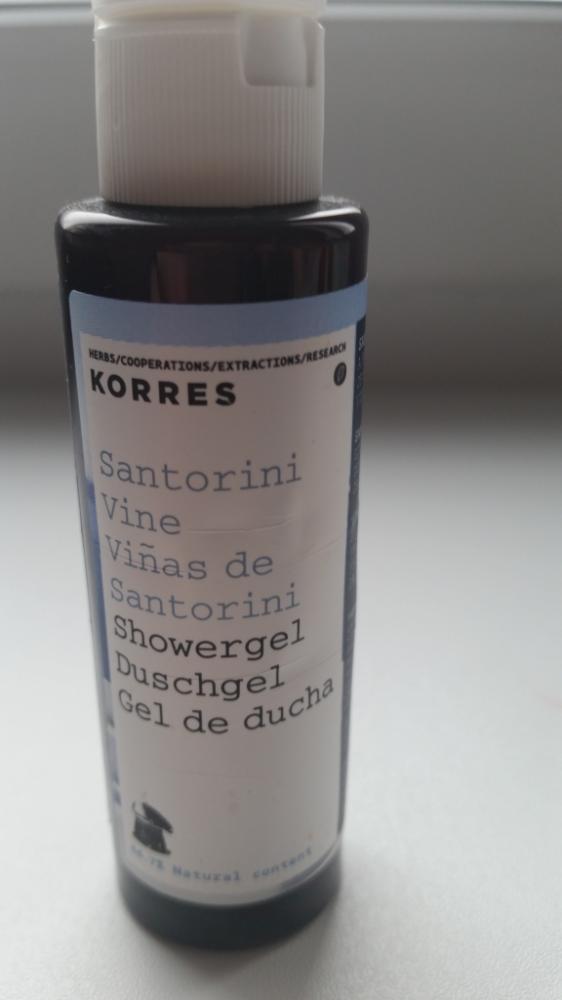 HERBS/COOPERATIONS/EXTRACTIONS/RESEARCH
KORRES
Santorini
Vine
Viñas de
Santorini
Showergel
Duschgel
Gel de ducha
Natural content